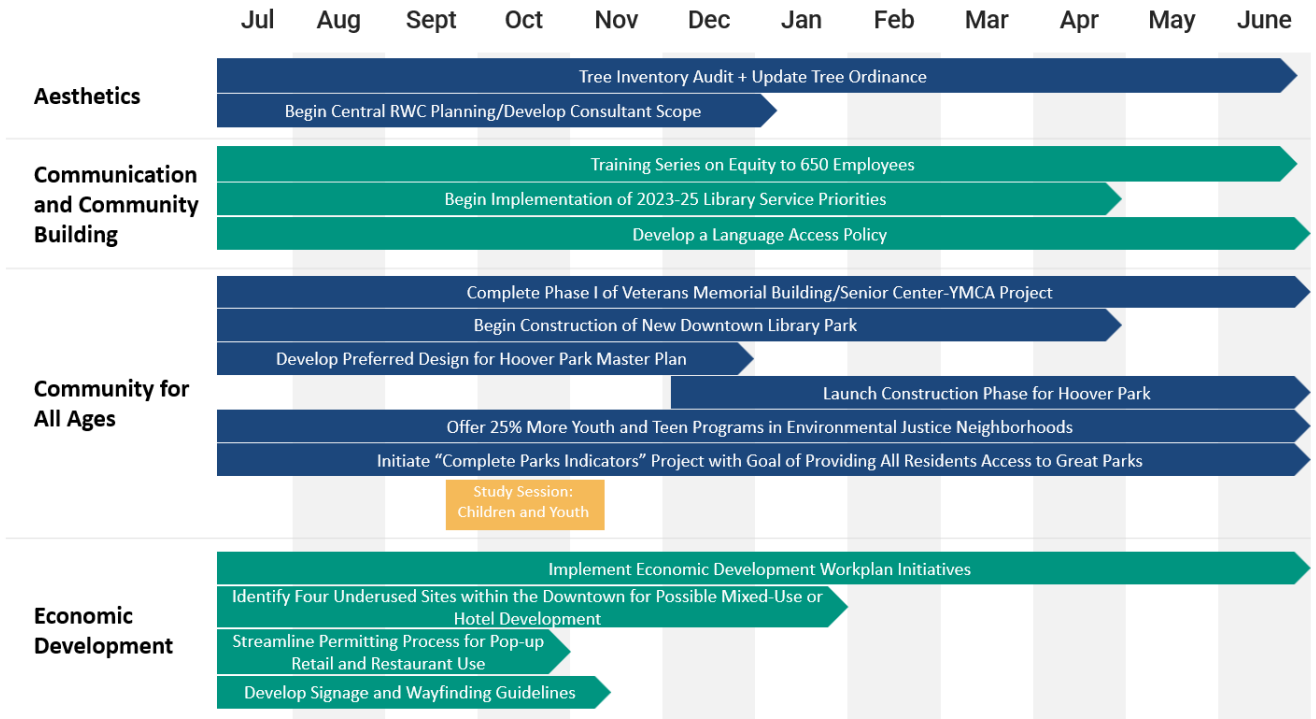 Jul Aug Sept Oct Nov Dec Jan Feb Mar Apr May June
Aesthetics
Tree Inventory Audit + Update Tree Ordinance
Begin Central RWC Planning/Develop Consultant Scope
Communication
and Community
Building
Training Series on Equity to 650 Employees
Begin Implementation of 2023-25 Library Service Priorities
Develop a Language Access Policy
Community for
All Ages
Complete Phase I of Veterans Memorial Building/Senior Center-YMCA Project
Begin Construction of New Downtown Library Park
Develop Preferred Design for Hoover Park Master Plan
Launch Construction Phase for Hoover Park
Offer 25% More Youth and Teen Programs in Environmental Justice Neighborhoods
Initiate “Complete Parks Indicators” Project with Goal of Providing All Residents Access to Great Parks
Study Session:
Children and Youth
Economic
Development
Implement Economic Development Workplan Initiatives
Identify Four Underused Sites within the Downtown for Possible Mixed-Use or
Hotel Development
Streamline Permitting Process for Pop-up
Retail and Restaurant Use
Develop Signage and Wayfinding Guidelines